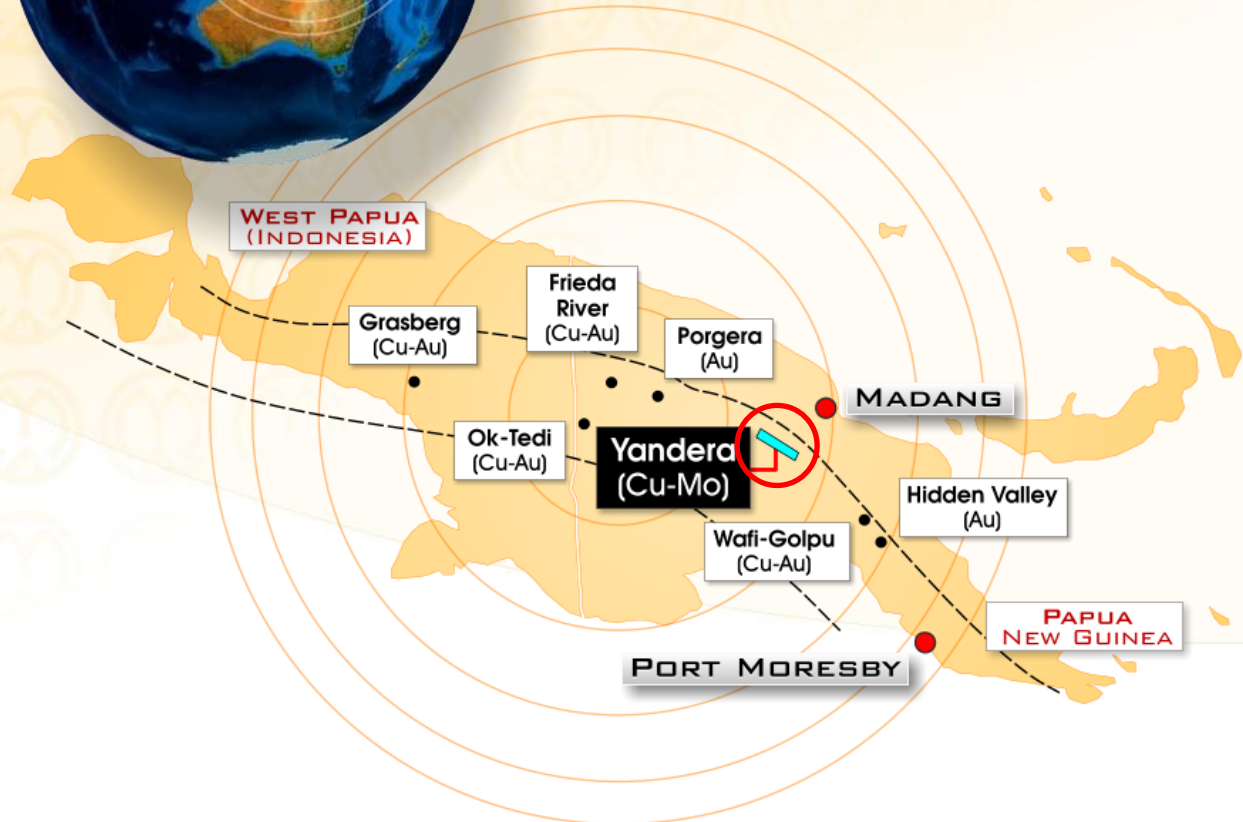 WEST PAPUA
(INDONESIA)
Frieda
River
(Cu-Au)
Grasberg
(Cu-Au)
Porgera
(Au)
MADANG
Ok-Tedi
(Cu-Au)
Yandera
(Cu-Mo)
Hidden Valley
(Au)
Wafi-Golpu
(Cu-Au)
PAPUA
NEW GUINEA
PORT MORESBY